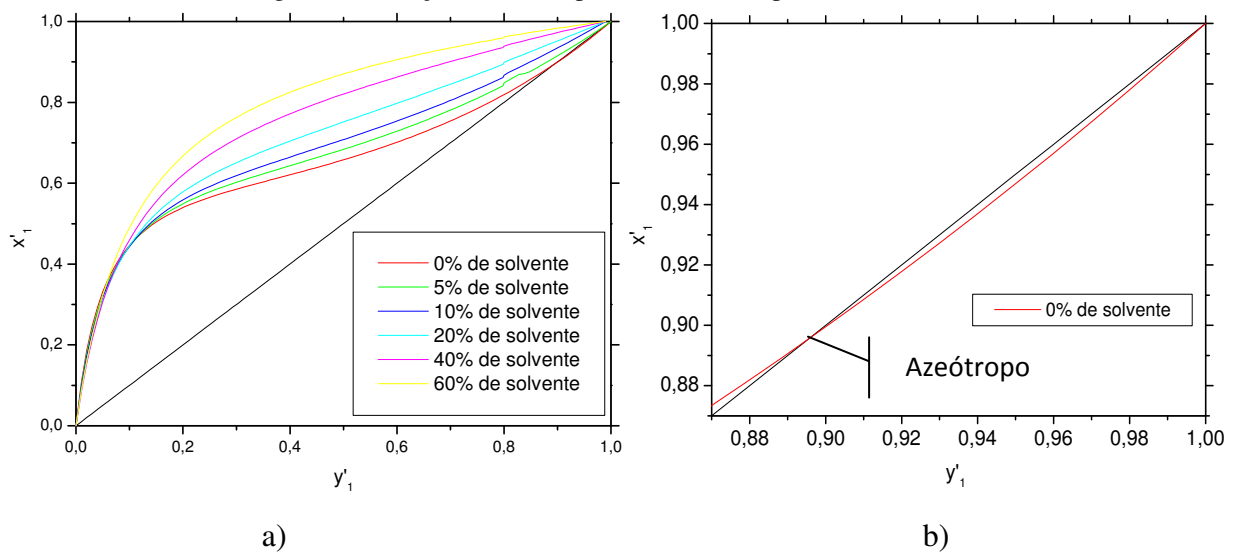 1,0
0,8
0,6
0,4
0,2
0,0
x'1
0,0 0,2 0,4 0,6 0,8 1,0
y'1
0% de solvente
5% de solvente
10% de solvente
20% de solvente
40% de solvente
60% de solvente
a)
1,00
0,98
0,96
0,94
0,92
0,90
0,88
x'1
0,88 0,90 0,92 0,94 0,96 0,98 1,00
y'1
0% de solvente
Azeótropo
b)